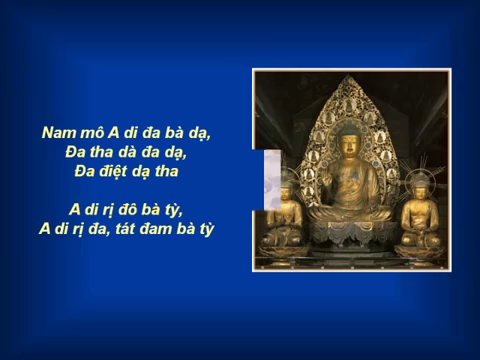 Nam mô A di đa bà dạ,
Đa tha dà đa dạ,
Đa điệt dạ tha
A di rị đô bà tỳ,
A di rị đa, tát đam bà tỳ